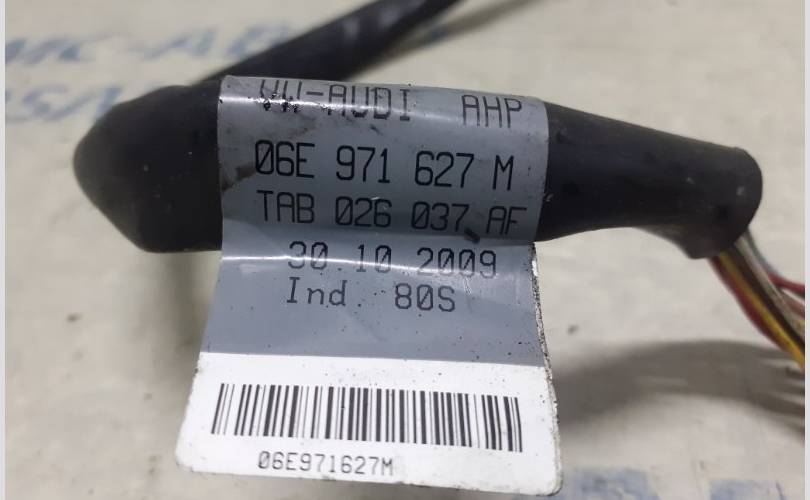 VW-AUDI AHP
06E 971 627 M
TAB 026 037 AF
30.10.2009
Ind. 80S
06E971627M